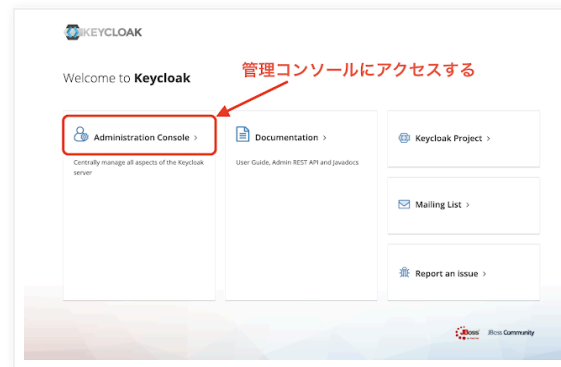 KEYCLOAK
Welcome to Keycloak
管理コンソールにアクセスする
Administration Console >
Centrally manage all aspects of the Keycloak
server
Documentation >
User Guide, Admin REST API and Javadocs
Keycloak Project >
Mailing List >
Report an issue >
JBoss JBoss Community